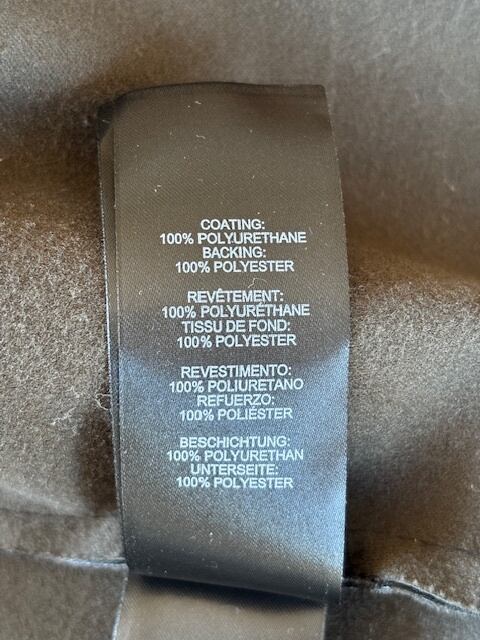 COATING:
100% POLYURETHANE
BACKING:
100% POLYESTER
REVÊTEMENT:
100% POLYURÉTHANE
TISSU DE FOND:
100% POLYESTER
REVESTIMENTO:
100% POLIURETANO
REFUERZO:
100% POLIÉSTER
BESCHICHTUNG:
100% POLYURETHAN
UNTERSEITE:
100% POLYESTER